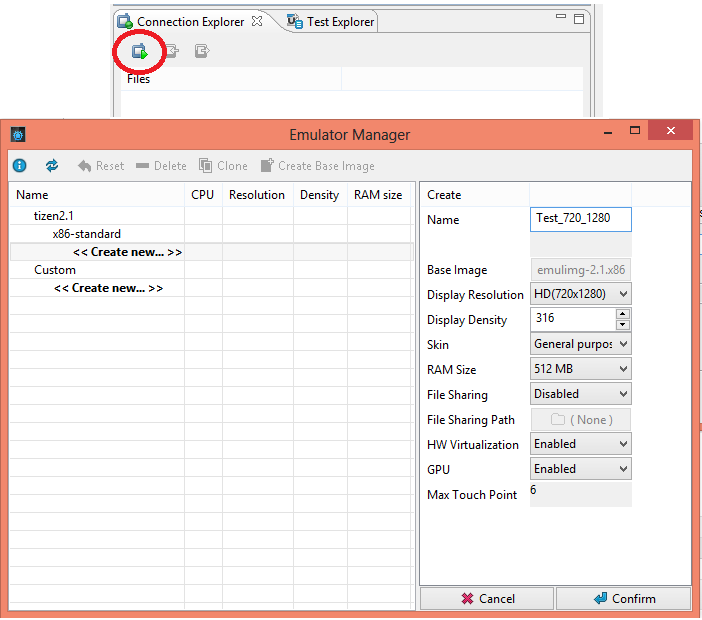 Connection Explorer Test Explorer
Files
Emulator Manager
Reset Delete Clone Create Base Image
Name CPU Resolution Density RAM size
tizen2.1
x86-standard
<< Create new... >>
Custom
<< Create new... >>
Create
Name Test_720_1280
Base Image emulimg-2.1.x86
Display Resolution HD(720x1280)
Display Density 316
Skin General purpos
RAM Size 512 MB
File Sharing Disabled
File Sharing Path ( None )
HW Virtualization Enabled
GPU Enabled
Max Touch Point 6
Cancel Confirm